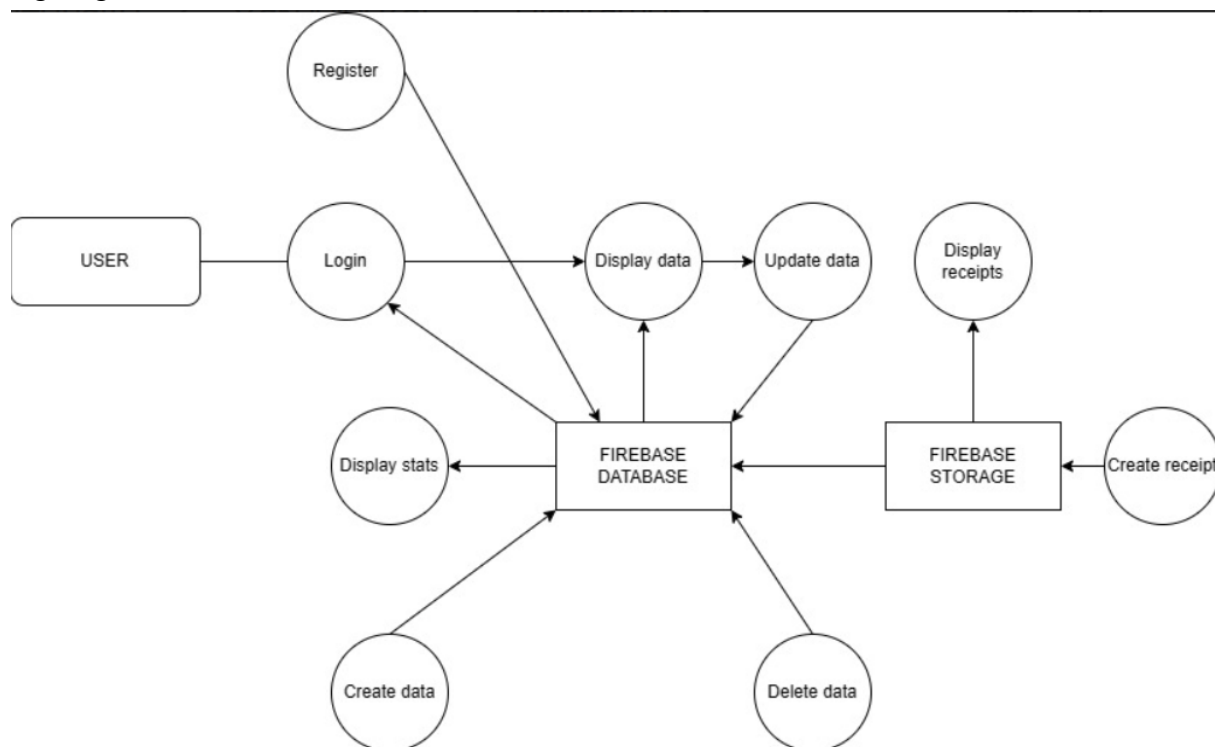 Register
USER
Login
Display data
Update data
Display
receipts
Display stats
FIREBASE
DATABASE
FIREBASE
STORAGE
Create receipt
Create data
Delete data